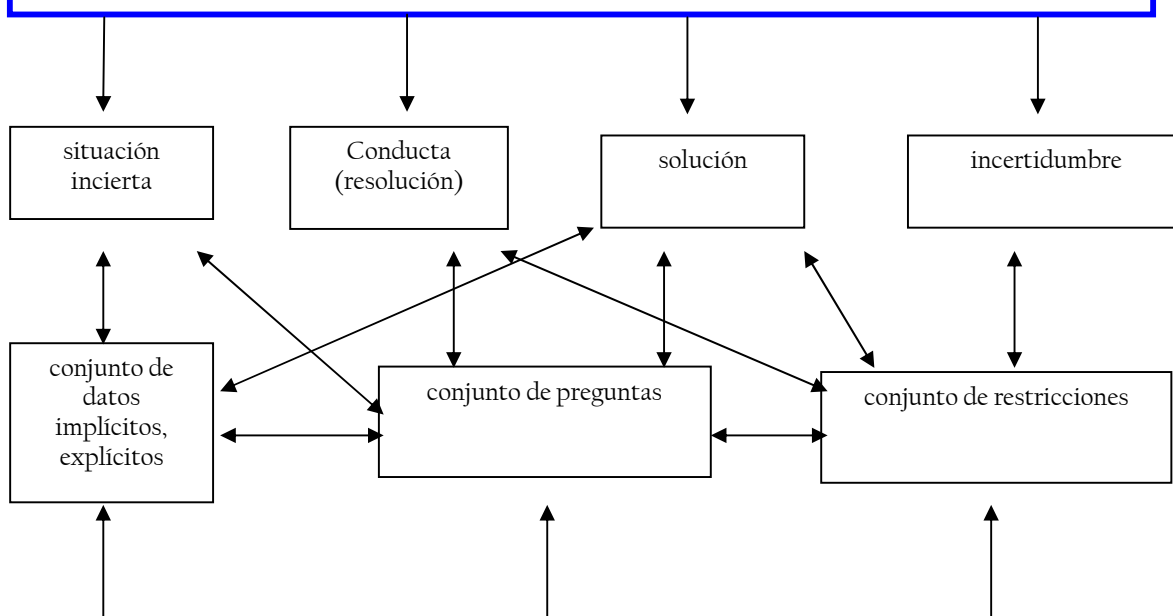 situación
incierta
Conducta
(resolución)
solución
incertidumbre
conjunto de
datos
implícitos,
explícitos
conjunto de preguntas
conjunto de restricciones